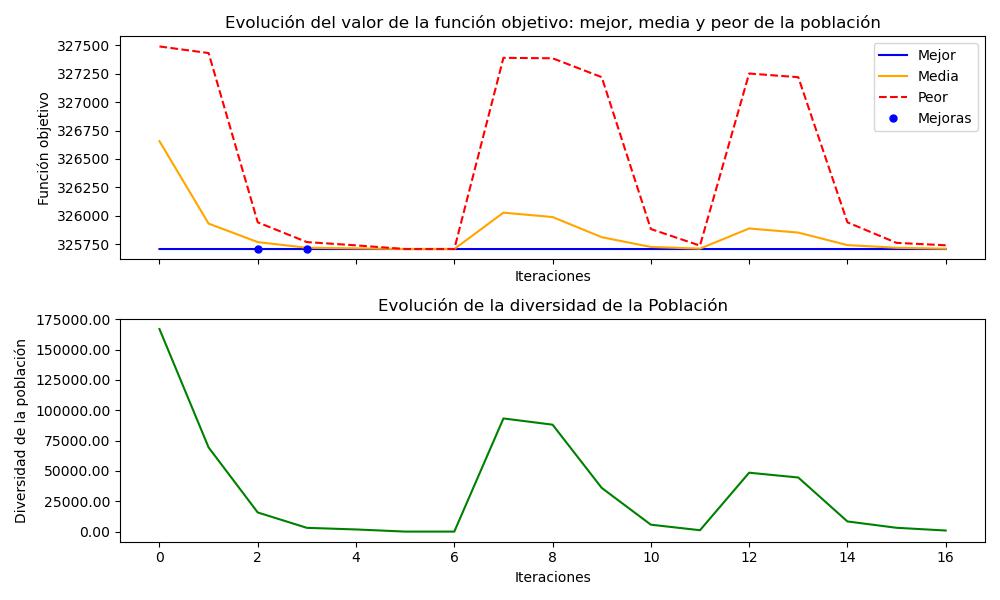 Evolución del valor de la función objetivo: mejor, media y peor de la población
327500
327250
327000
326750
326500
326250
326000
325750
Función objetivo
Mejor
Media
Peor
Mejoras
Iteraciones
Evolución de la diversidad de la Población
175000.00
150000.00
125000.00
100000.00
75000.00
50000.00
25000.00
0.00
Diversidad de la población
0 2 4 6 8 10 12 14 16
Iteraciones